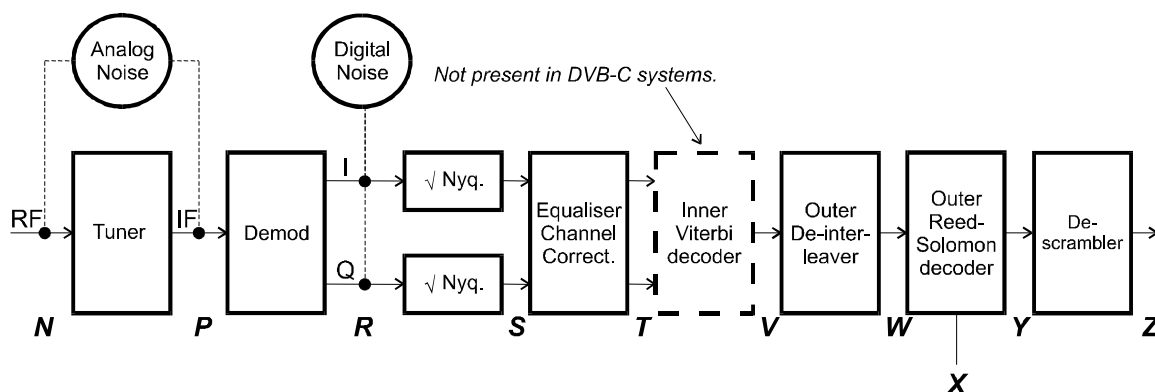 Analog
Noise
Digital
Noise
Not present in DVB-C systems.
RF
Tuner
IF
Demod
I
Q
√ Nyq.
√ Nyq.
Equaliser
Channel
Correct.
Inner
Viterbi
decoder
Outer
De-inter-
leaver
Outer
Reed-
Solomon
decoder
De-
scrambler
N
P
R
S
T
V
W
X
Y
Z